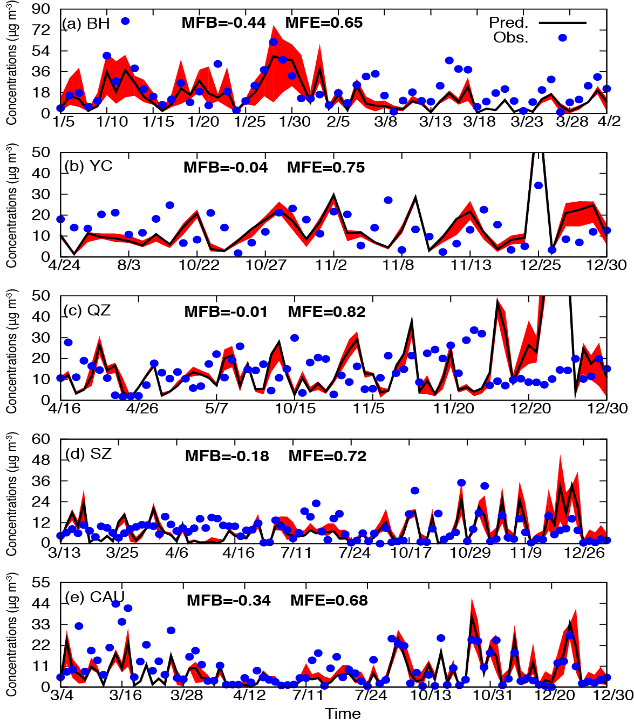 (a) BH MFB=-0.44 MFE=0.65 Pred.
Obs.
Concentrations (µg m⁻³)
90
72
54
36
18
0
1/5 1/10 1/15 1/20 1/25 1/30 2/5 3/8 3/13 3/18 3/23 3/28 4/2
(b) YC MFB=-0.04 MFE=0.75
Concentrations (µg m⁻³)
50
40
30
20
10
0
4/24 8/3 10/22 10/27 11/2 11/8 11/13 12/25 12/30
(c) QZ MFB=-0.01 MFE=0.82
Concentrations (µg m⁻³)
50
40
30
20
10
0
4/16 4/26 5/7 10/15 11/5 11/20 12/20 12/30
(d) SZ MFB=-0.18 MFE=0.72
Concentrations (µg m⁻³)
60
48
36
24
12
0
3/13 3/25 4/6 4/16 7/11 7/24 10/17 10/29 11/9 12/26
(e) CAU MFB=-0.34 MFE=0.68
Concentrations (µg m⁻³)
55
44
33
22
11
0
3/4 3/16 3/28 4/12 7/11 7/24 10/19 10/31 12/20 12/30
Time